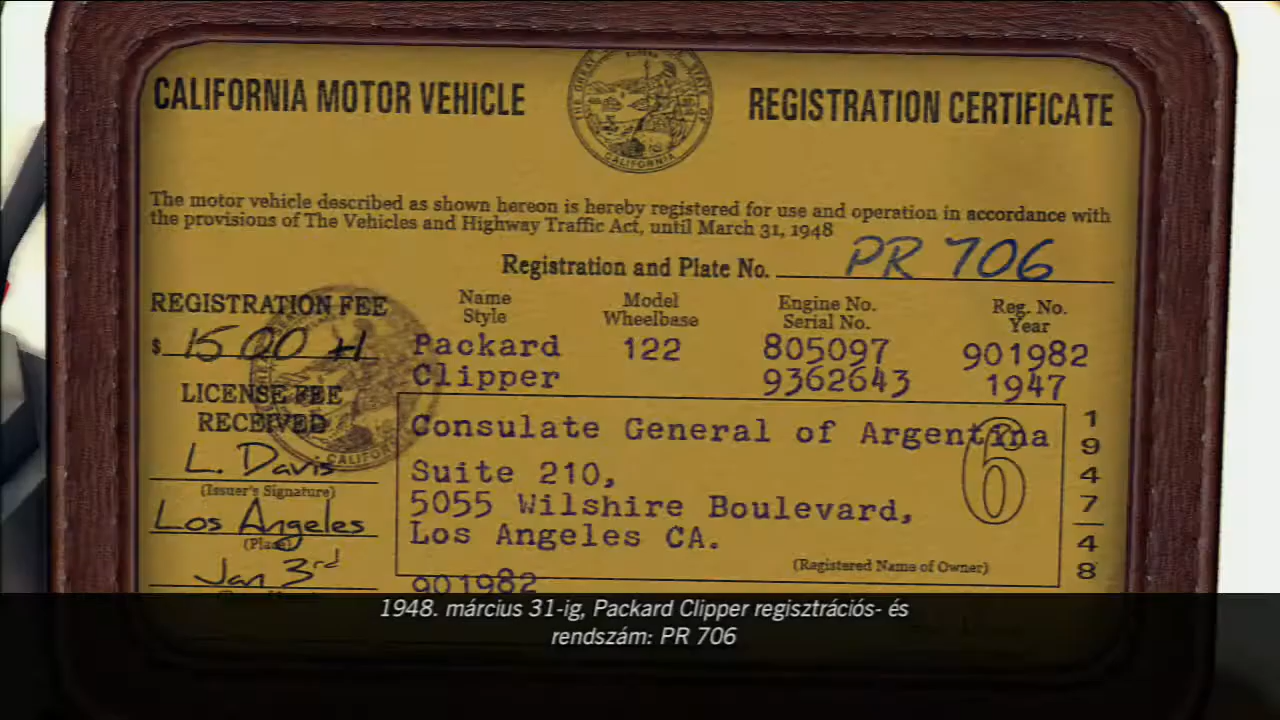 CALIFORNIA MOTOR VEHICLE REGISTRATION CERTIFICATE
CALIFORNIA
The motor vehicle described as shown hereon is hereby registered for use and operation in accordance with
the provisions of The Vehicles and Highway Traffic Act, until March 31, 1948
Registration and Plate No. PR 706
REGISTRATION FEE
$ 15 00
LICENSE FEE
RECEIVED
L. Davis
(Issuer's Signature)
Los Angeles
(Place)
Jan 3rd
Name
Style
Packard
Clipper
Model
Wheelbase
122
Engine No.
Serial No.
805097
9362643
Reg. No.
Year
901982
1947
Consulate General of Argentina
Suite 210,
5055 Wilshire Boulevard,
Los Angeles CA.
6
(Registered Name of Owner)
901982
1
9
4
7
4
8
CALIFORNIA
1948. március 31-ig, Packard Clipper regisztrációs- és
rendszám: PR 706